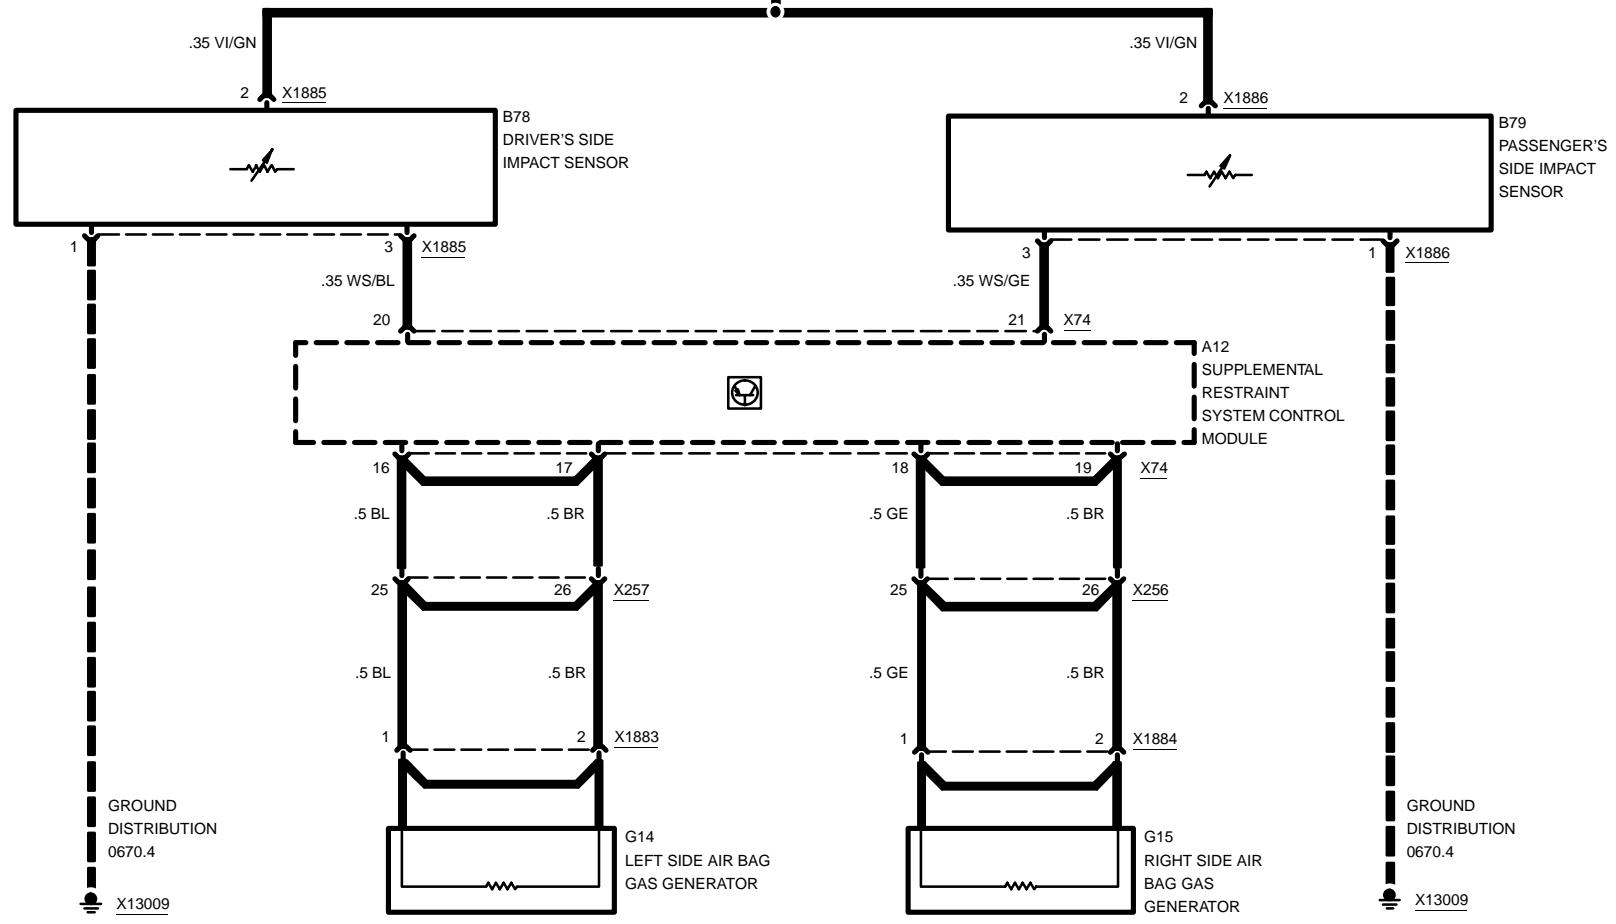 .35 VI/GN
.35 VI/GN
2 X1885
2 X1886
B78
DRIVER'S SIDE
IMPACT SENSOR
B79
PASSENGER'S
SIDE IMPACT
SENSOR
1
3 X1885
3
1 X1886
.35 WS/BL
.35 WS/GE
20
21 X74
A12
SUPPLEMENTAL
RESTRAINT
SYSTEM CONTROL
MODULE
16
17
18
19 X74
.5 BL
.5 BR
.5 GE
.5 BR
25
26 X257
25
26 X256
.5 BL
.5 BR
.5 GE
.5 BR
1
2 X1883
1
2 X1884
GROUND
DISTRIBUTION
0670.4
X13009
G14
LEFT SIDE AIR BAG
GAS GENERATOR
G15
RIGHT SIDE AIR
BAG GAS
GENERATOR
GROUND
DISTRIBUTION
0670.4
X13009